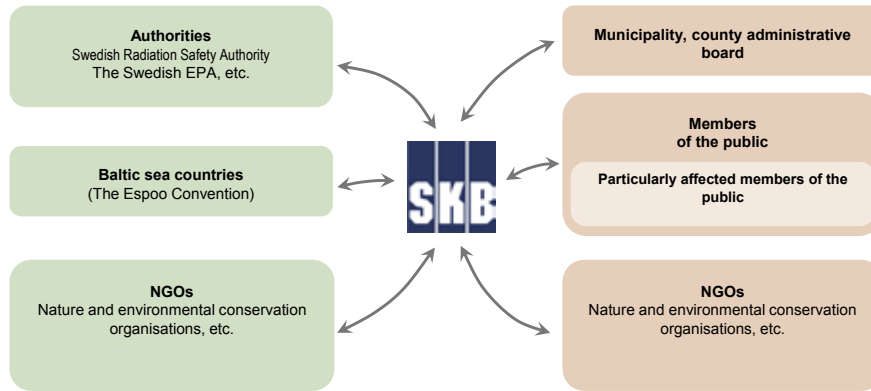 Authorities
Swedish Radiation Safety Authority
The Swedish EPA, etc.
Baltic sea countries
(The Espoo Convention)
NGOs
Nature and environmental conservation
organisations, etc.
SKB
Municipality, county administrative
board
Members
of the public
Particularly affected members of the
public
NGOs
Nature and environmental conservation
organisations, etc.